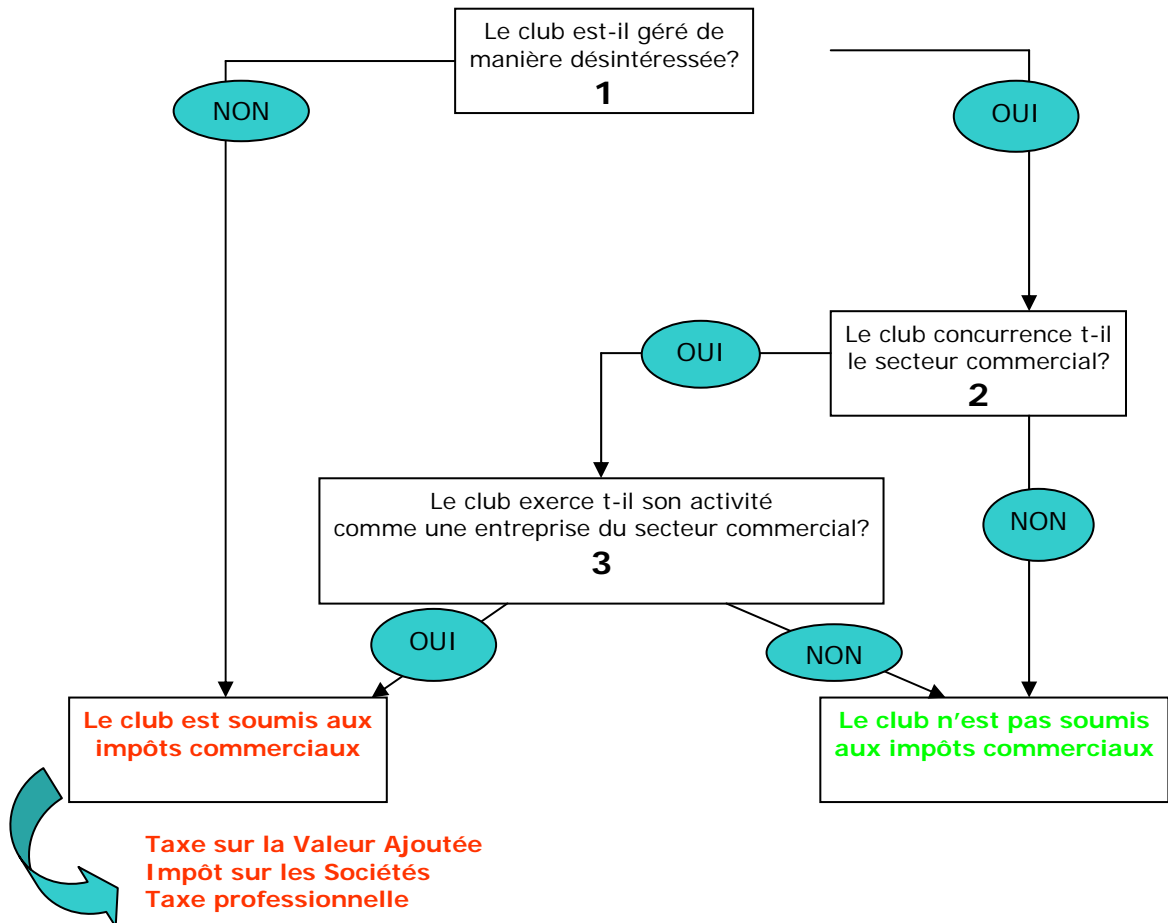 Le club est-il géré de
manière désintéressée?
1
NON
OUI
Le club concurrence t-il
le secteur commercial?
2
OUI
Le club exerce t-il son activité
comme une entreprise du secteur commercial?
3
NON
OUI
NON
Le club est soumis aux
impôts commerciaux
Le club n'est pas soumis
aux impôts commerciaux
Taxe sur la Valeur Ajoutée
Impôt sur les Sociétés
Taxe professionnelle